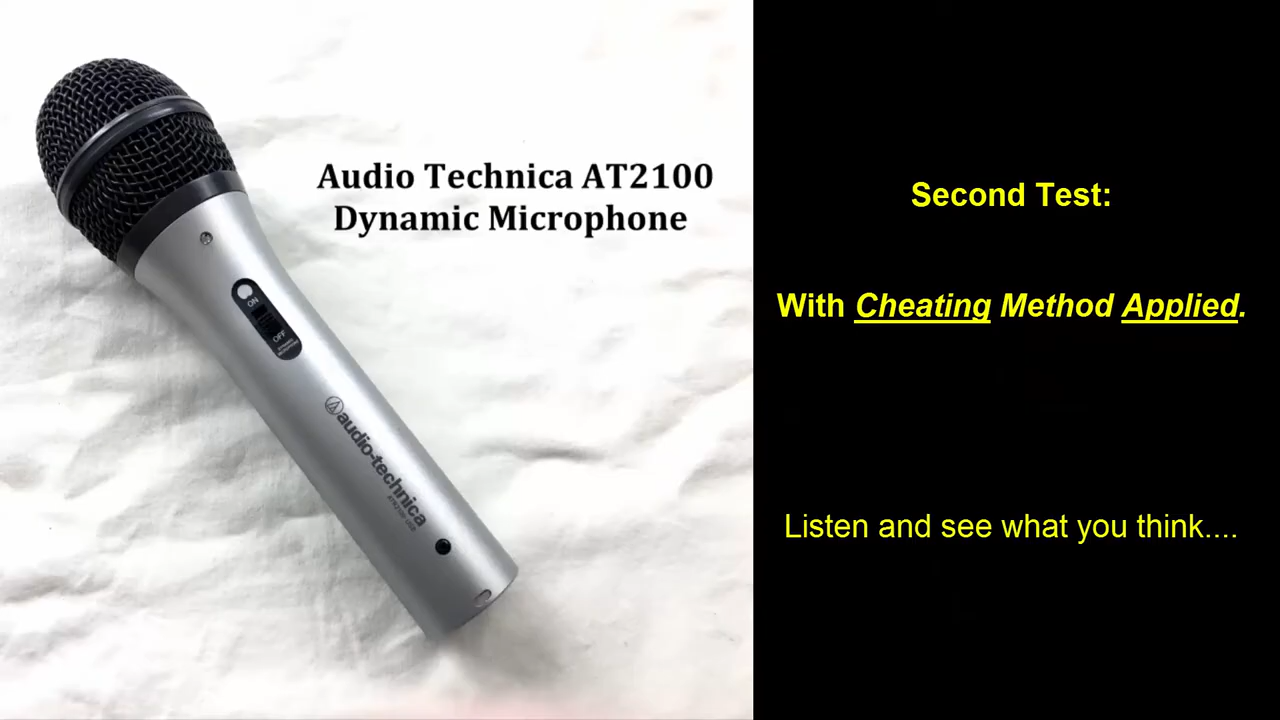 Audio Technica AT2100
Dynamic Microphone
ON
OFF
audio-technica
Second Test:
With Cheating Method Applied.
Listen and see what you think....